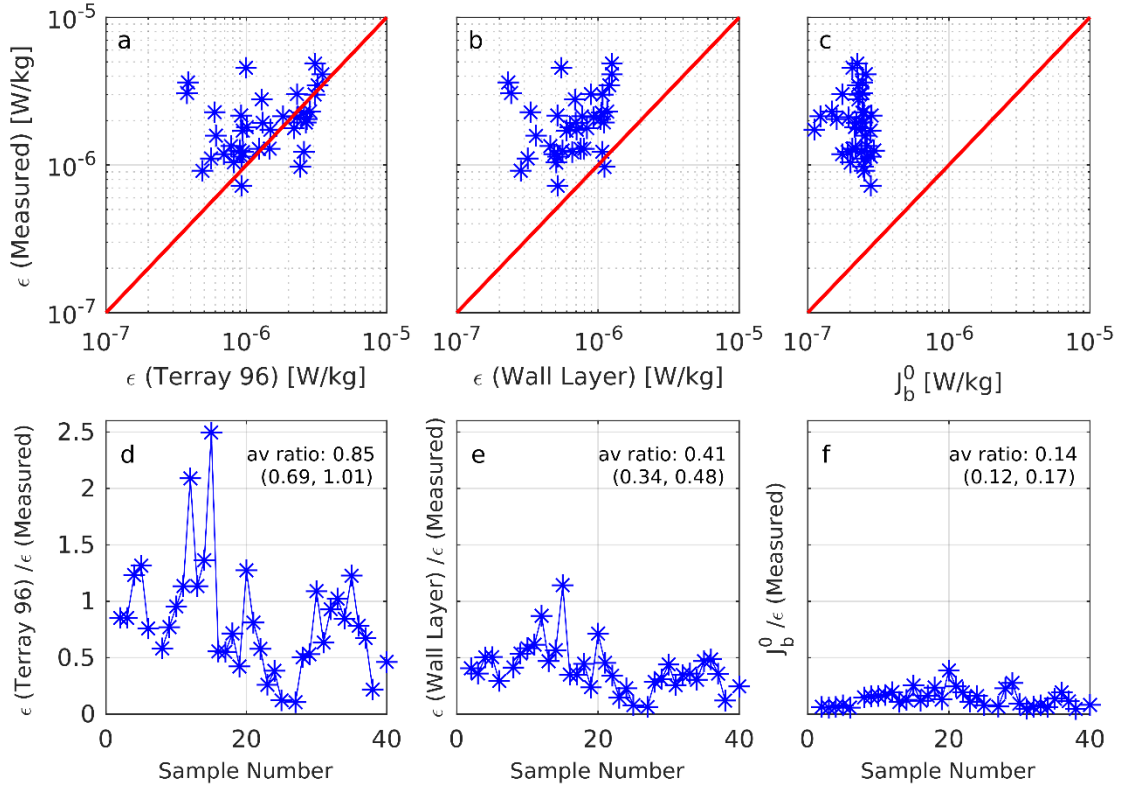 a
b
c
10^-5
10^-6
10^-7
ϵ (Measured) [W/kg]
10^-7
10^-6
10^-5
10^-7
10^-6
10^-5
10^-7
10^-6
10^-5
ϵ (Terray 96) [W/kg]
ϵ (Wall Layer) [W/kg]
J_b^0 [W/kg]
d
av ratio: 0.85
(0.69, 1.01)
e
av ratio: 0.41
(0.34, 0.48)
f
av ratio: 0.14
(0.12, 0.17)
2.5
2
1.5
1
0.5
0
ϵ (Terray 96) /ϵ (Measured)
ϵ (Wall Layer) /ϵ (Measured)
J_b^0 /ϵ (Measured)
0
20
40
0
20
40
0
20
40
Sample Number
Sample Number
Sample Number